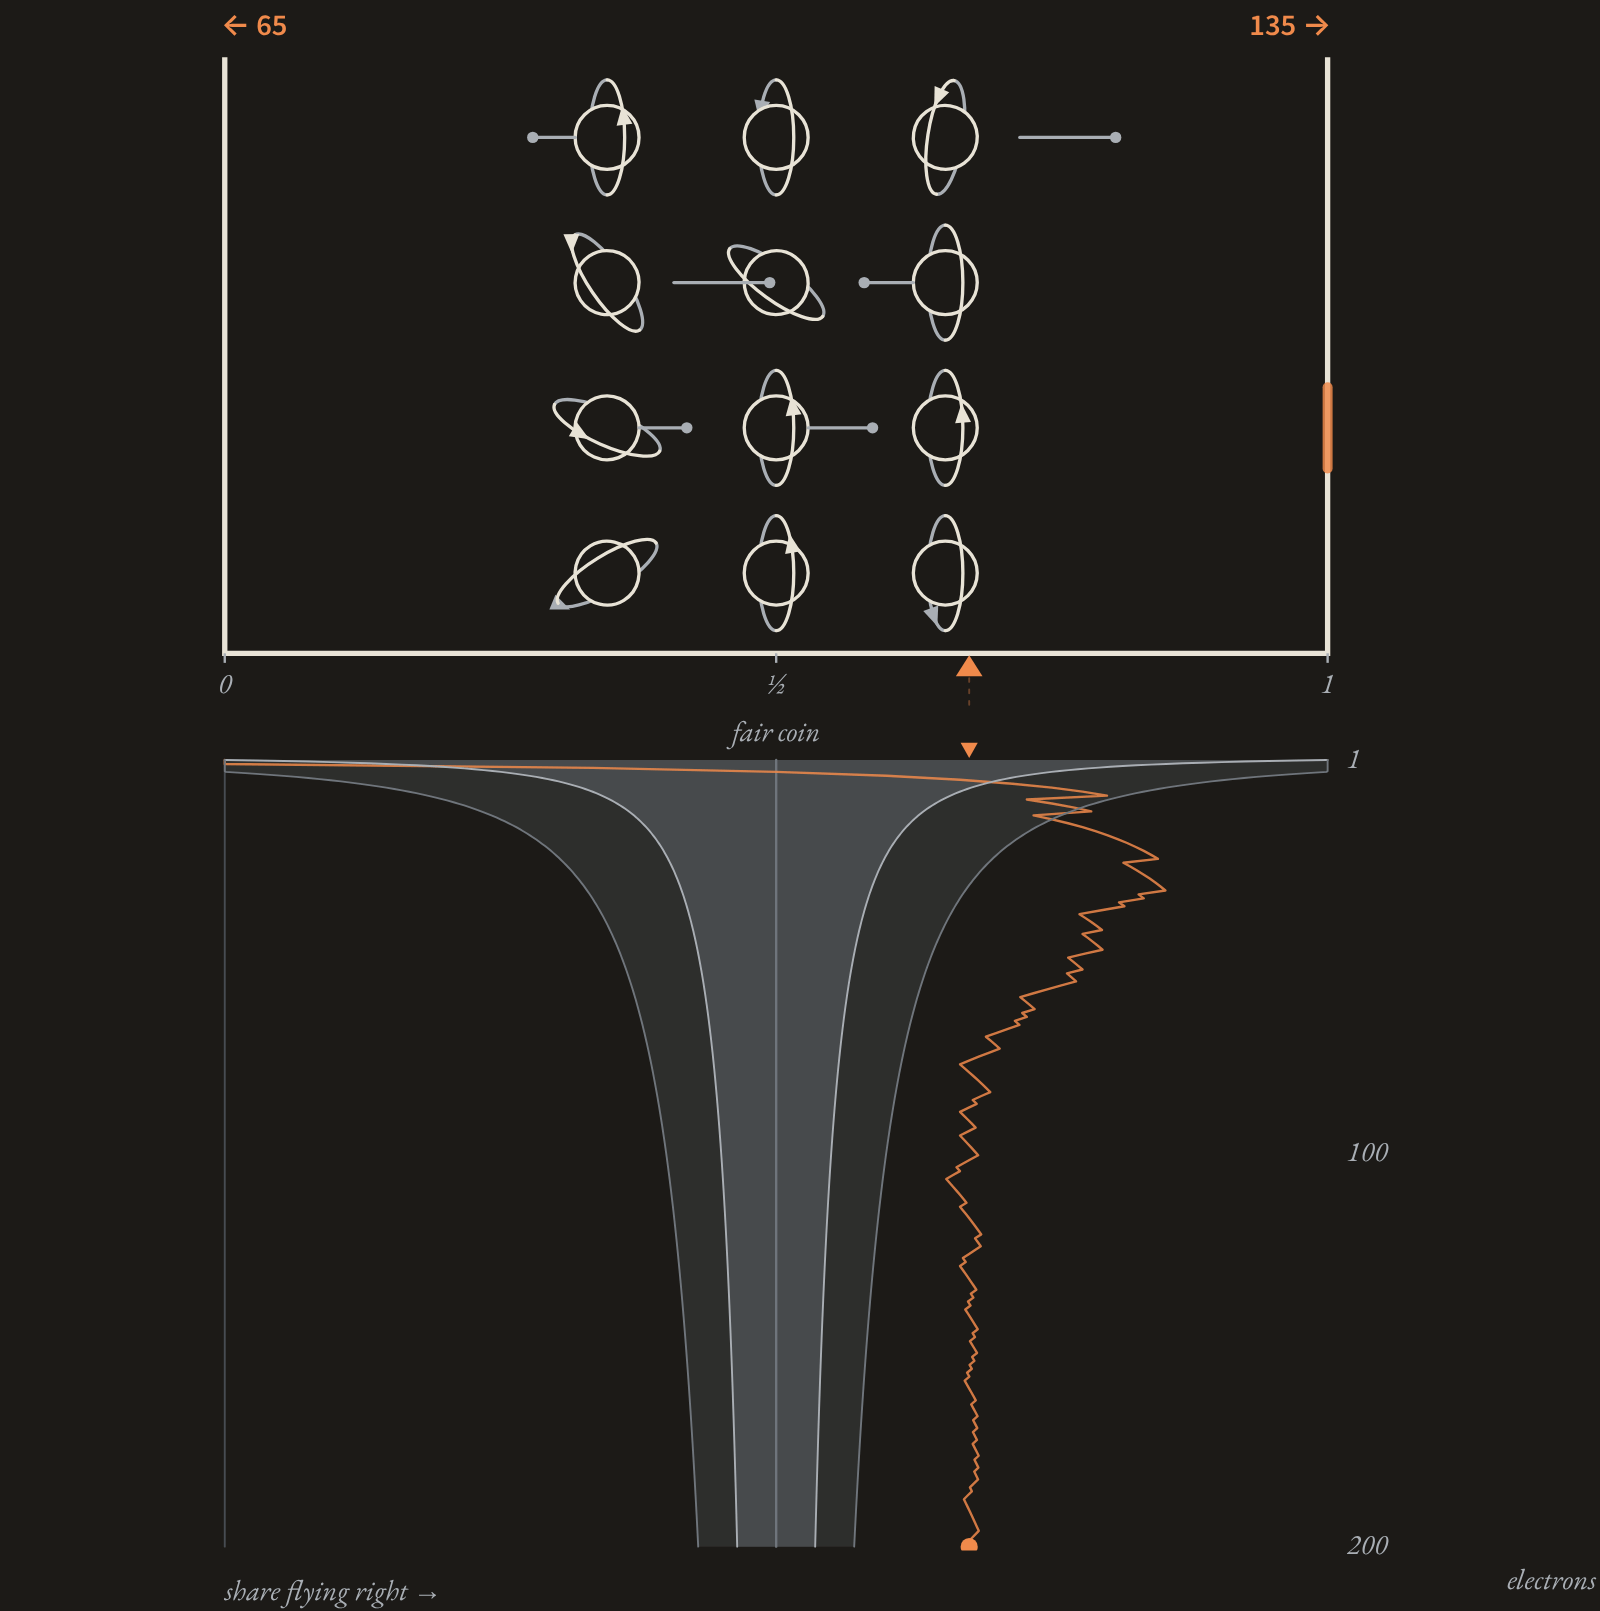 ← 65
135 →
0
½
1
fair coin
1
100
200
electrons
share flying right →